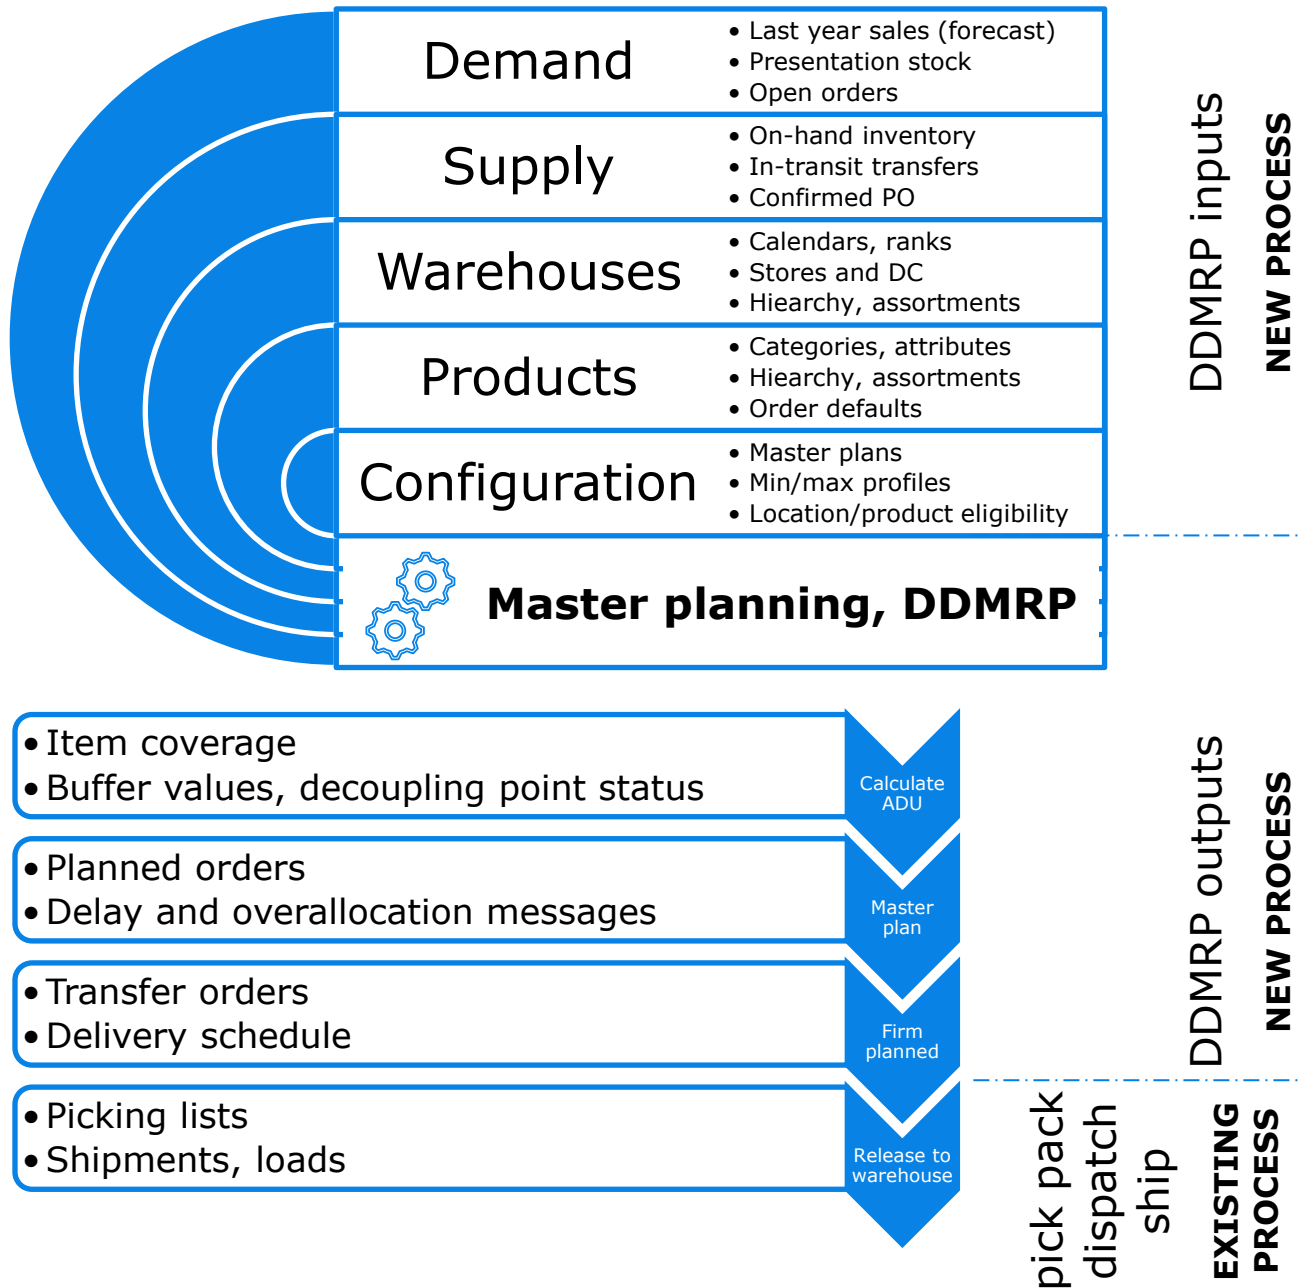 Demand
• Last year sales (forecast)
• Presentation stock
• Open orders
Supply
• On-hand inventory
• In-transit transfers
• Confirmed PO
Warehouses
• Calendars, ranks
• Stores and DC
• Hiearchy, assortments
Products
• Categories, attributes
• Hiearchy, assortments
• Order defaults
Configuration
• Master plans
• Min/max profiles
• Location/product eligibility
DDMRP inputs
NEW PROCESS
Master planning, DDMRP
• Item coverage
• Buffer values, decoupling point status
Calculate
ADU
• Planned orders
• Delay and overallocation messages
Master
plan
• Transfer orders
• Delivery schedule
Firm
planned
DDMRP outputs
NEW PROCESS
• Picking lists
• Shipments, loads
Release to
warehouse
pick pack
dispatch
ship
EXISTING
PROCESS